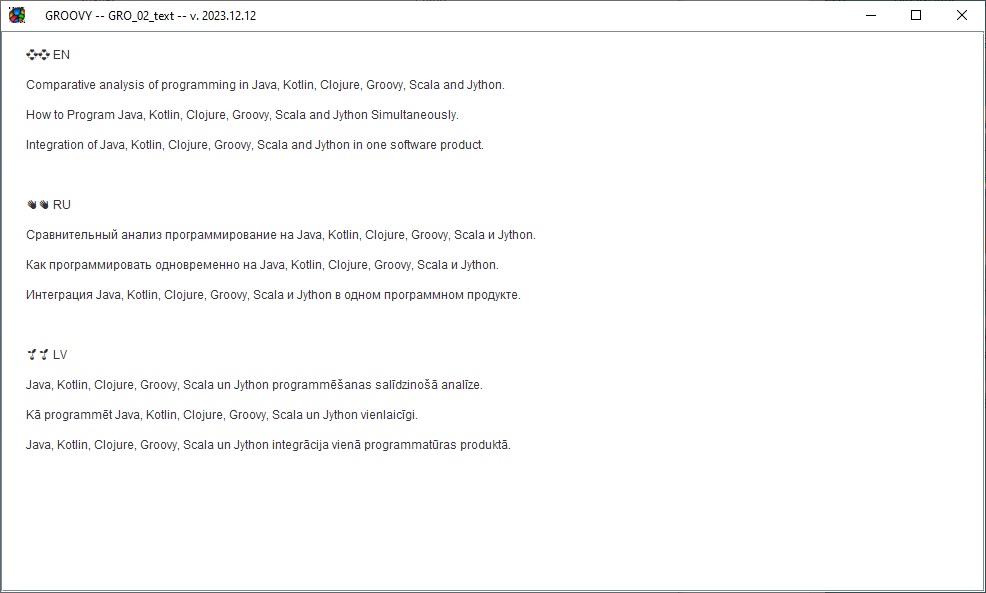 GROOVY -- GRO_02_text -- v. 2023.12.12
EN
Comparative analysis of programming in Java, Kotlin, Clojure, Groovy, Scala and Jython.
How to Program Java, Kotlin, Clojure, Groovy, Scala and Jython Simultaneously.
Integration of Java, Kotlin, Clojure, Groovy, Scala and Jython in one software product.
RU
Сравнительный анализ программирование на Java, Kotlin, Clojure, Groovy, Scala и Jython.
Как программировать одновременно на Java, Kotlin, Clojure, Groovy, Scala и Jython.
Интеграция Java, Kotlin, Clojure, Groovy, Scala и Jython в одном программном продукте.
LV
Java, Kotlin, Clojure, Groovy, Scala un Jython programmēšanas salīdzinošā analīze.
Kā programmēt Java, Kotlin, Clojure, Groovy, Scala un Jython vienlaicīgi.
Java, Kotlin, Clojure, Groovy, Scala un Jython integrācija vienā programmatūras produktā.